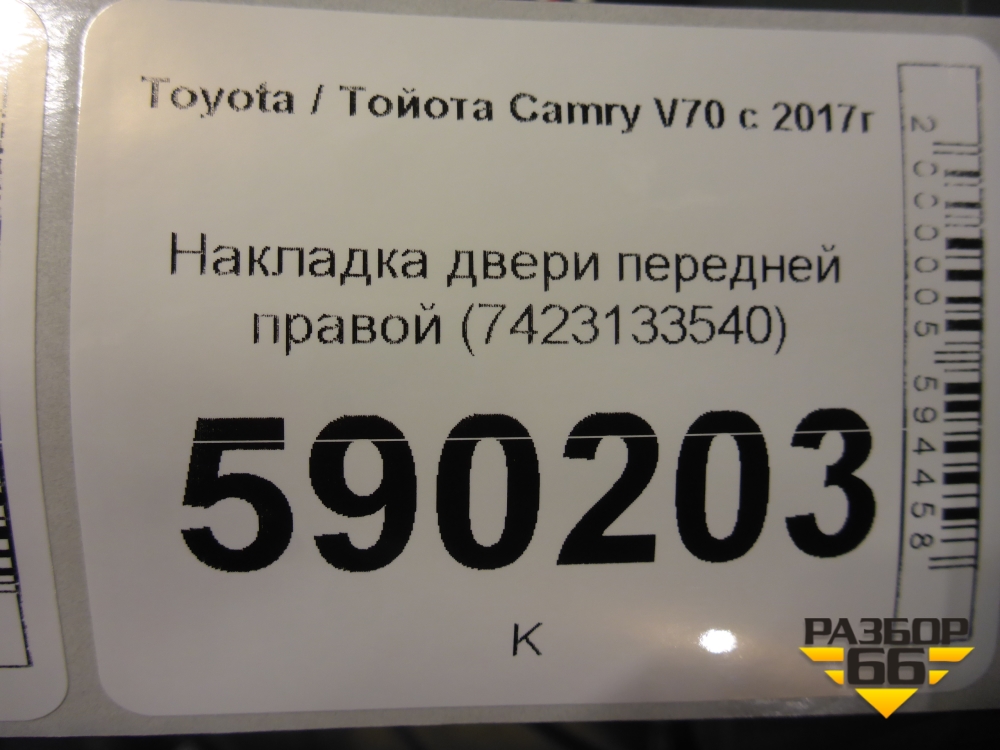 Toyota / Тойота Camry V70 с 2017г
Накладка двери передней
правой (7423133540)
590203
К
2000005594458
РАЗБОР
66